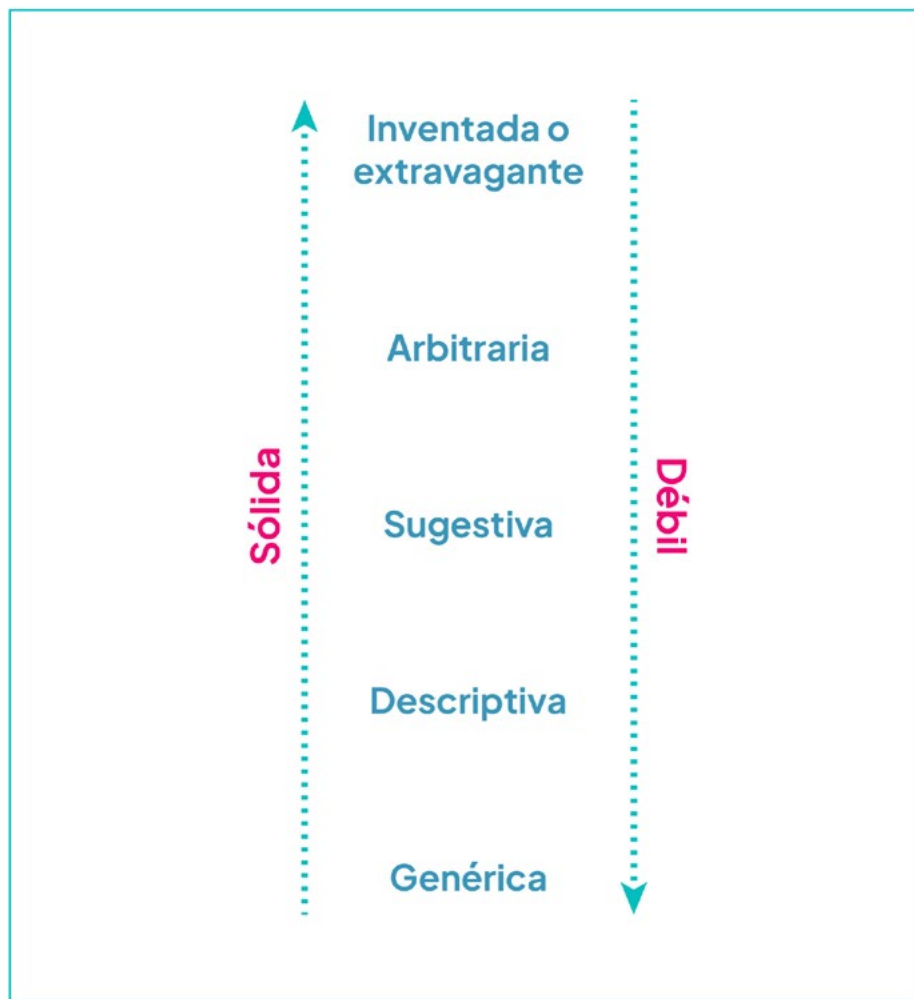 Inventada o
extravagante
Arbitraria
Sólida
Débil
Sugestiva
Descriptiva
Genérica